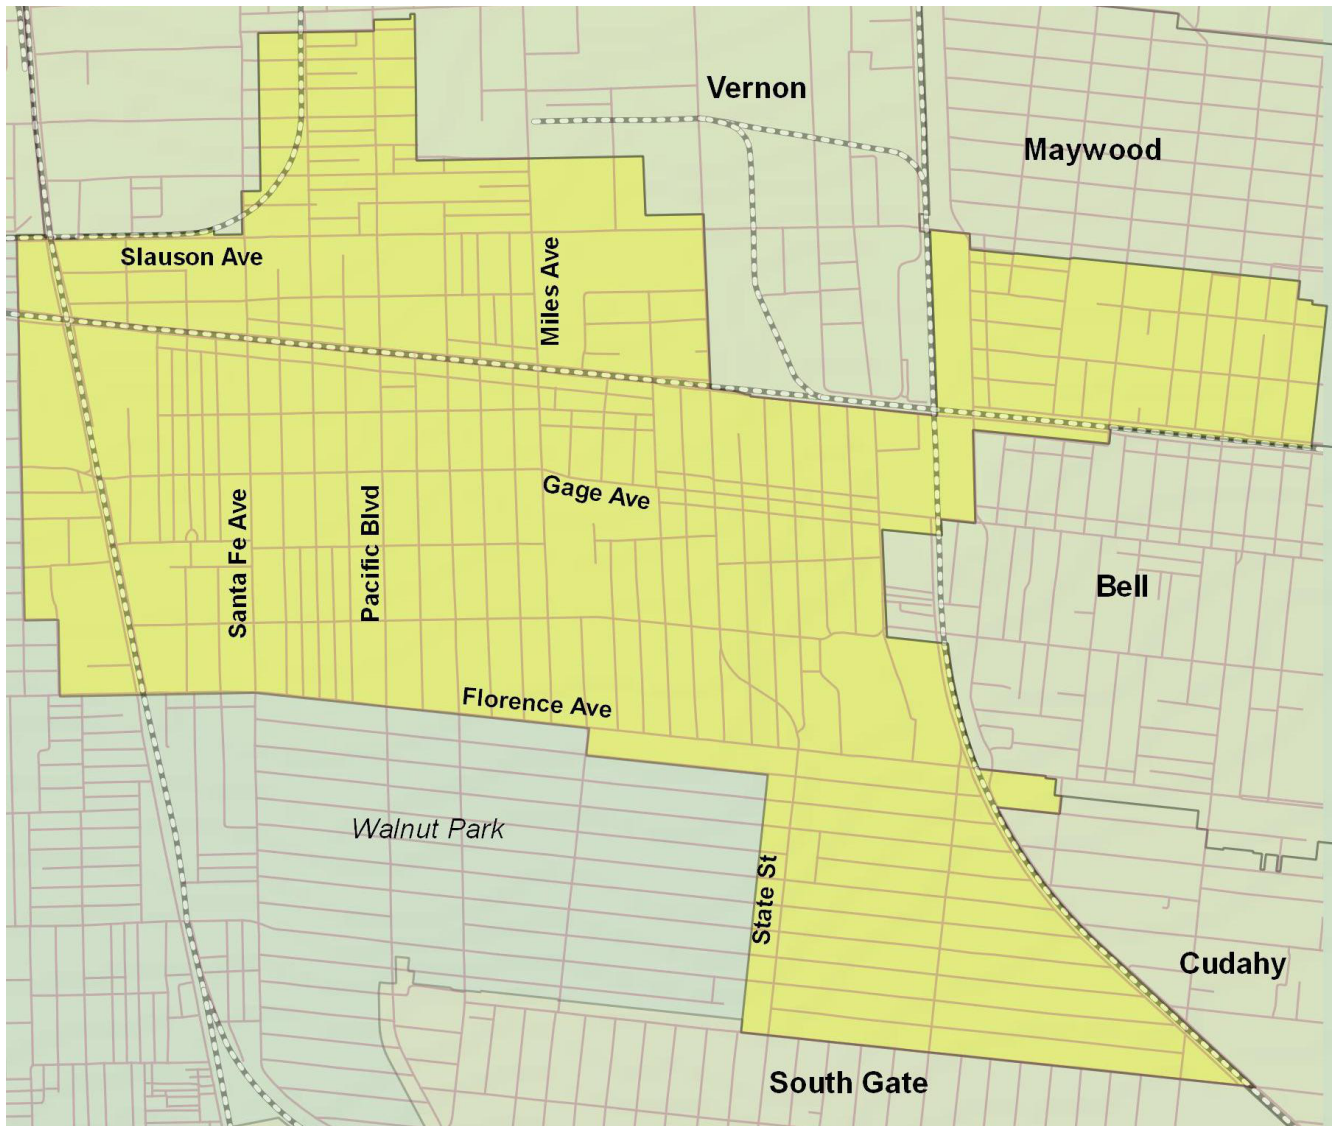 Vernon
Maywood
Slauson Ave
Miles Ave
Gage Ave
Santa Fe Ave
Pacific Blvd
Bell
Florence Ave
Walnut Park
State St
Cudahy
South Gate